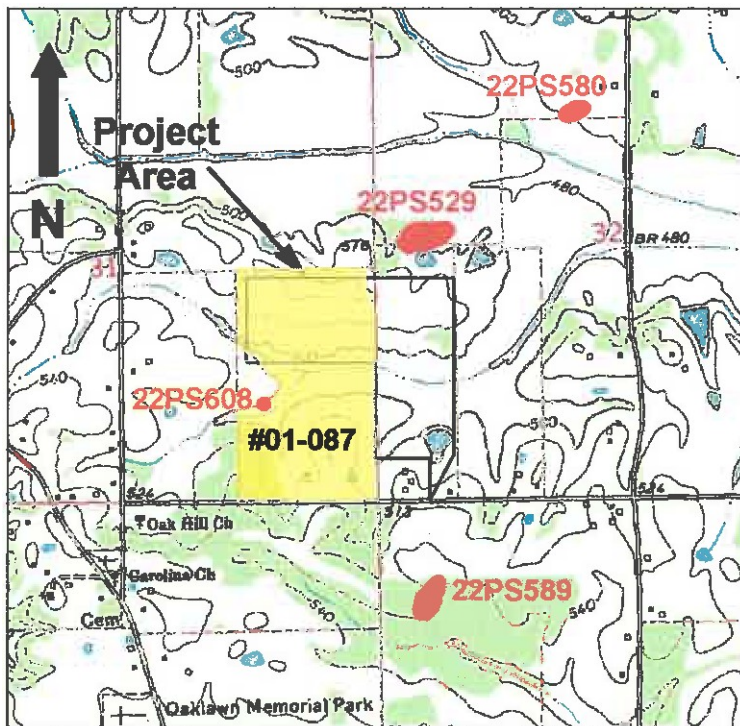 500
22PS580
Project
Area
N
480
500
22PS529
578
32
BR 480
31
540
22PS608
#01-087
500
526
513
526
Oak Hill Ch
Carolina Ch
22PS589
540
540
Cem
Oaklawn Memorial Park